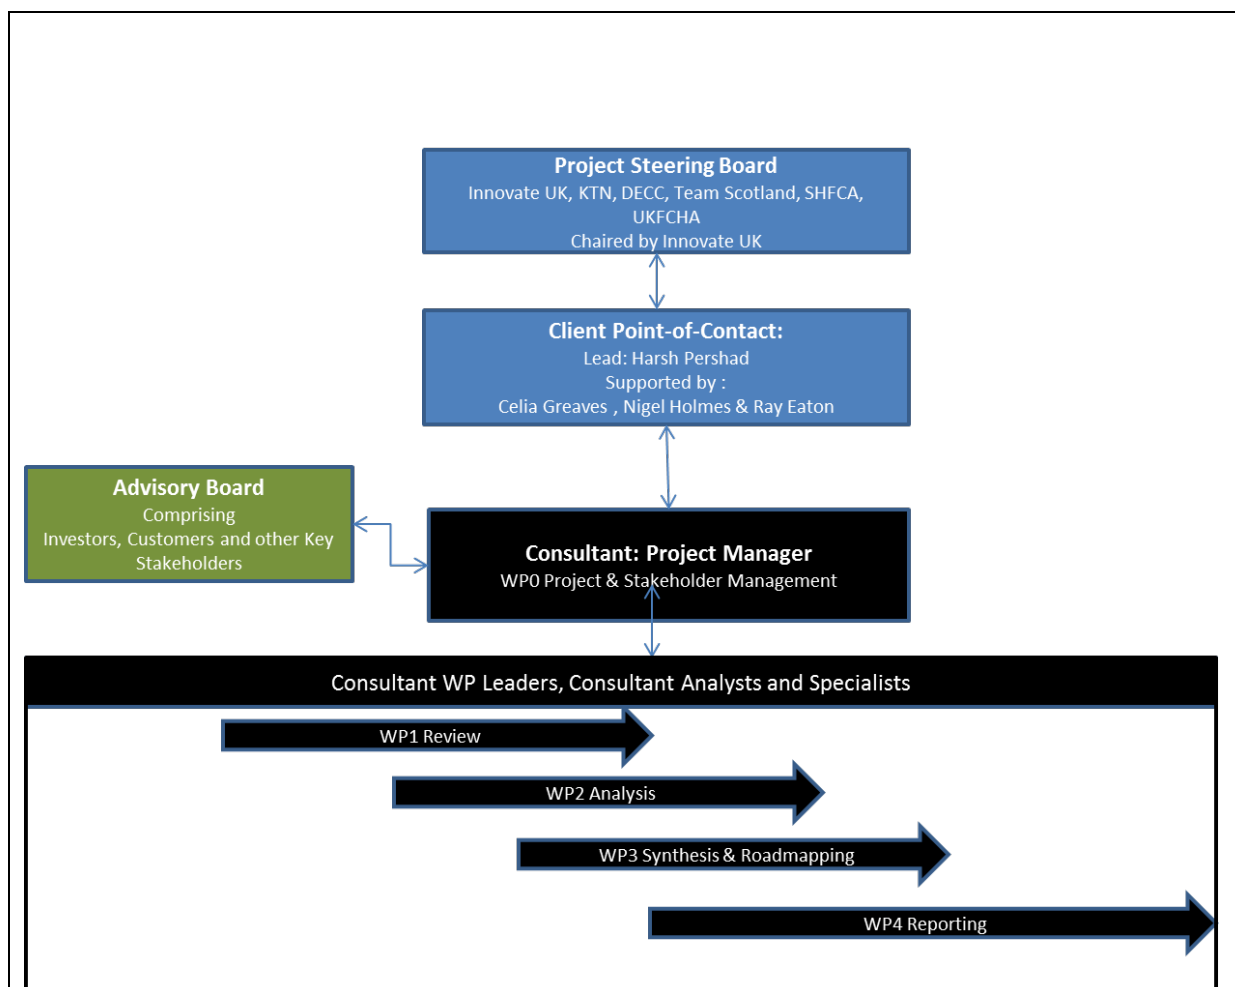 Project Steering Board
Innovate UK, KTN, DECC, Team Scotland, SHFCA,
UKFCHA
Chaired by Innovate UK
Client Point-of-Contact:
Lead: Harsh Pershad
Supported by :
Celia Greaves , Nigel Holmes & Ray Eaton
Advisory Board
Comprising
Investors, Customers and other Key
Stakeholders
Consultant: Project Manager
WP0 Project & Stakeholder Management
Consultant WP Leaders, Consultant Analysts and Specialists
WP1 Review
WP2 Analysis
WP3 Synthesis & Roadmapping
WP4 Reporting